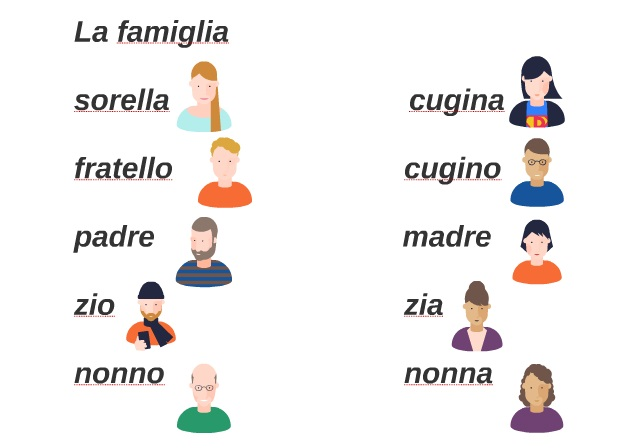 La famiglia
sorella
cugina
fratello
cugino
padre
madre
zio
zia
nonno
nonna